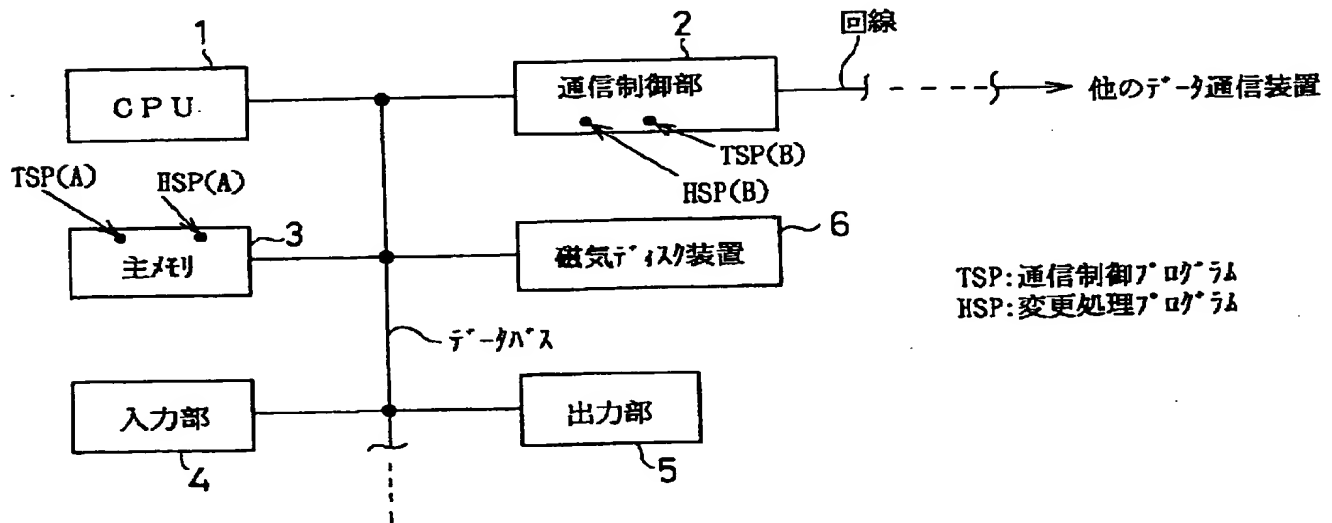 1
CPU
2
通信制御部
回線
他のデータ通信装置
TSP(B)
HSP(B)
TSP(A)
HSP(A)
3
主メモリ
6
磁気ディスク装置
TSP:通信制御プログラム
HSP:変更処理プログラム
データバス
入力部
4
出力部
5